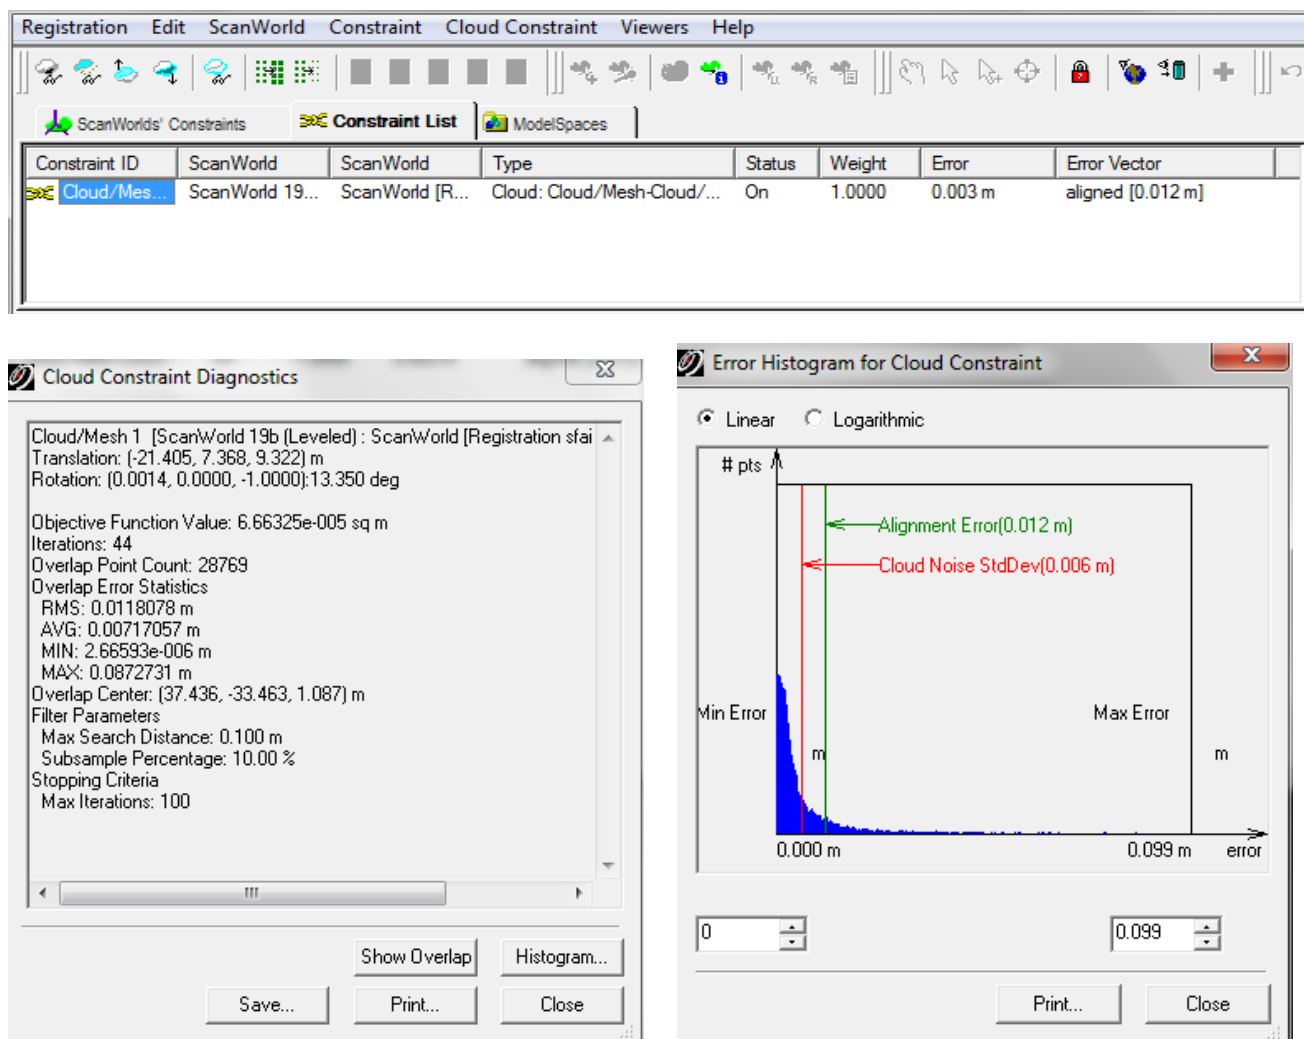 Registration Edit ScanWorld Constraint Cloud Constraint Viewers Help
ScanWorlds' Constraints Constraint List ModelSpaces
Constraint ID ScanWorld ScanWorld Type Status Weight Error Error Vector
Cloud/Mes... ScanWorld 19... ScanWorld [R... Cloud: Cloud/Mesh-Cloud/... On 1.0000 0.003 m aligned [0.012 m]
Cloud Constraint Diagnostics
Cloud/Mesh 1 [ScanWorld 19b (Leveled) : ScanWorld [Registration sfai
Translation: (-21.405, 7.368, 9.322) m
Rotation: (0.0014, 0.0000, -1.0000):13.350 deg
Objective Function Value: 6.66325e-005 sq m
Iterations: 44
Overlap Point Count: 28769
Overlap Error Statistics
RMS: 0.0118078 m
AVG: 0.00717057 m
MIN: 2.66593e-006 m
MAX: 0.0872731 m
Overlap Center: (37.436, -33.463, 1.087) m
Filter Parameters
Max Search Distance: 0.100 m
Subsample Percentage: 10.00 %
Stopping Criteria
Max Iterations: 100
Show Overlap Histogram...
Save... Print... Close
Error Histogram for Cloud Constraint
Linear Logarithmic
# pts
Alignment Error(0.012 m)
Cloud Noise StdDev(0.006 m)
Min Error Max Error
m m
0.000 m 0.099 m error
0 0.099
Print... Close